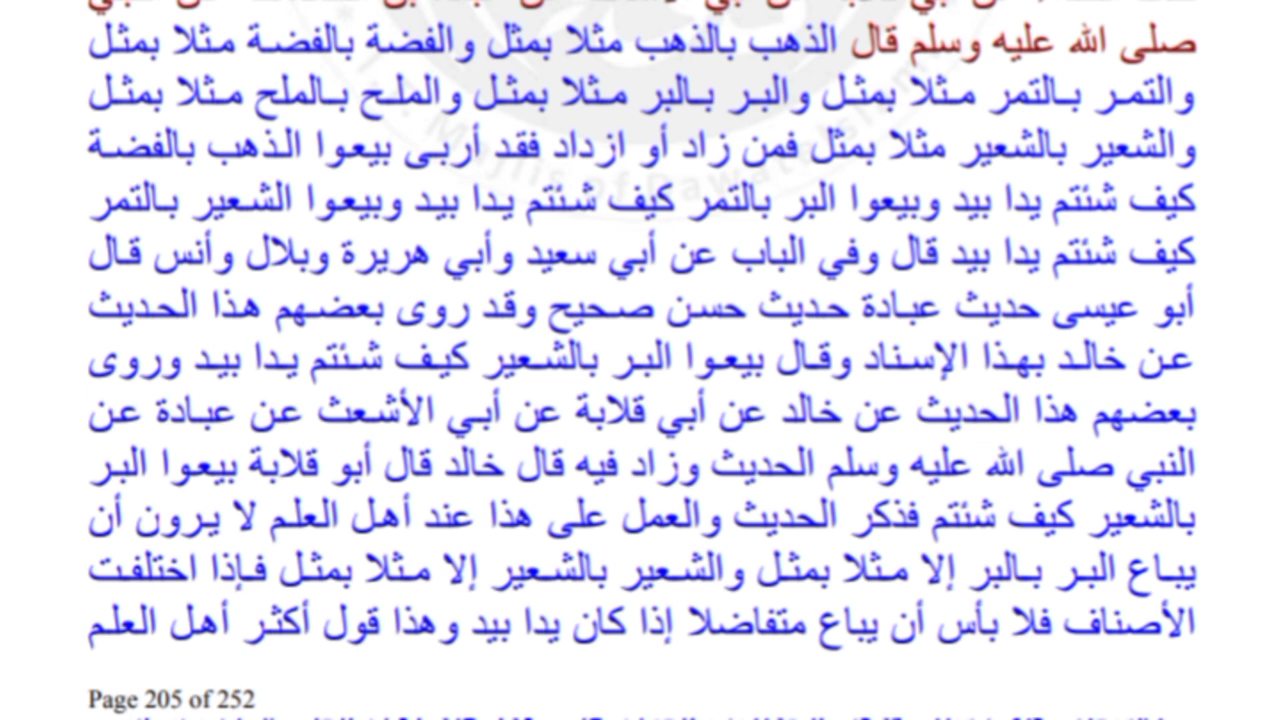 صلى الله عليه وسلم قال الذهب بالذهب مثلا بمثل والفضة بالفضة مثلا بمثل
والتمر بالتمر مثلا بمثل والبر بالبر مثلا بمثل والملح بالملح مثلا بمثل
والشعير بالشعير مثلا بمثل فمن زاد أو ازداد فقد أربى بيعوا الذهب بالفضة
كيف شئتم يدا بيد وبيعوا البر بالتمر كيف شئتم يدا بيد وبيعوا الشعير بالتمر
كيف شئتم يدا بيد قال وفي الباب عن أبي سعيد وأبي هريرة وبلال وأنس قال
أبو عيسى حديث عبادة حديث حسن صحيح وقد روى بعضهم هذا الحديث
عن خالد بهذا الإسناد وقال بيعوا البر بالشعير كيف شئتم يدا بيد وروى
بعضهم هذا الحديث عن خالد عن أبي قلابة عن أبي الأشعث عن عبادة عن
النبي صلى الله عليه وسلم الحديث وزاد فيه قال خالد قال أبو قلابة بيعوا البر
بالشعير كيف شئتم فذكر الحديث والعمل على هذا عند أهل العلم لا يرون أن
يباع البر بالبر إلا مثلا بمثل والشعير بالشعير إلا مثلا بمثل فإذا اختلفت
الأصناف فلا بأس أن يباع متفاضلا إذا كان يدا بيد وهذا قول أكثر أهل العلم
Page 205 of 252